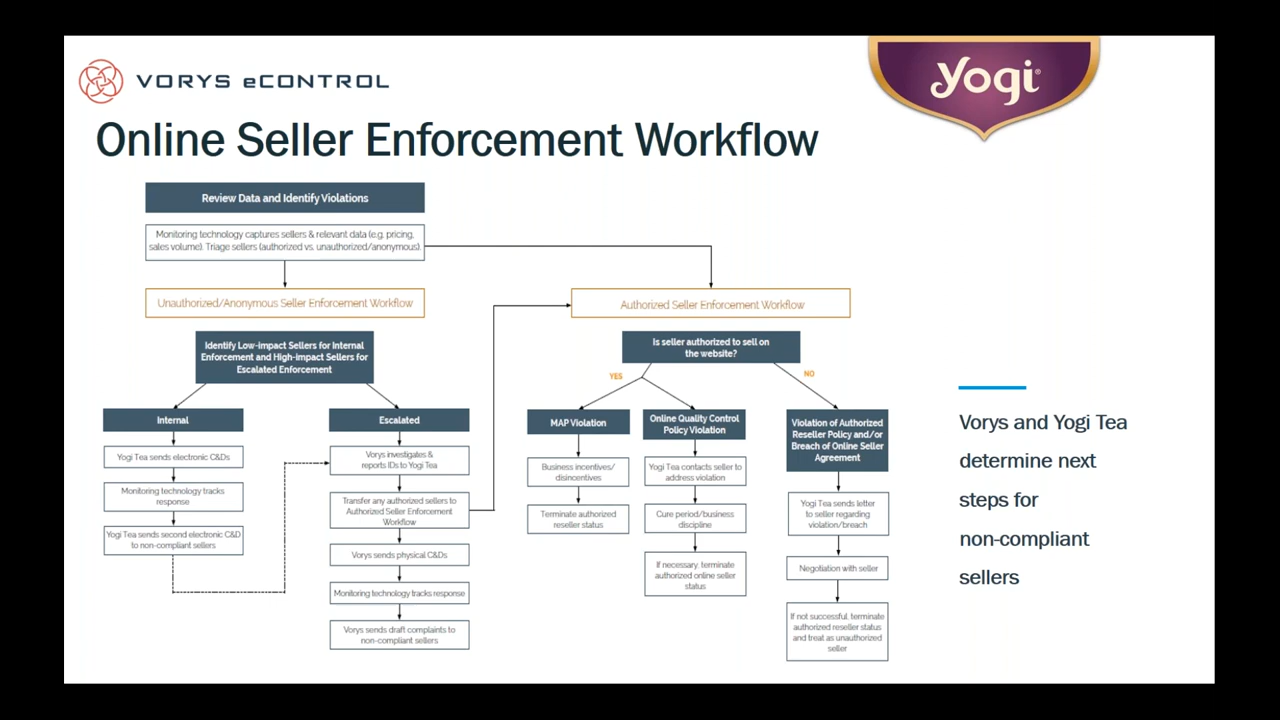 VORYS eCONTROL
yogi®
Online Seller Enforcement Workflow
Review Data and Identify Violations
Monitoring technology captures sellers & relevant data (e.g. pricing,
sales volume). Triage sellers (authorized vs. unauthorized/anonymous).
Unauthorized/Anonymous Seller Enforcement Workflow
Identify Low-impact Sellers for Internal
Enforcement and High-impact Sellers for
Escalated Enforcement
Internal
Yogi Tea sends electronic C&Ds
Monitoring technology tracks
response
Yogi Tea sends second electronic C&D
to non-compliant sellers
Escalated
Vorys investigates &
reports IDs to Yogi Tea
Transfer any authorized sellers to
Authorized Seller Enforcement
Workflow
Vorys sends physical C&Ds
Monitoring technology tracks response
Vorys sends draft complaints to
non-compliant sellers
Authorized Seller Enforcement Workflow
Is seller authorized to sell on
the website?
YES
NO
MAP Violation
Business incentives/
disincentives
Terminate authorized
reseller status
Online Quality Control
Policy Violation
Yogi Tea contacts seller to
address violation
Cure period/business
discipline
If necessary, terminate
authorized online seller
status
Violation of Authorized
Reseller Policy and/or
Breach of Online Seller
Agreement
Yogi Tea sends letter
to seller regarding
violation/breach
Negotiation with seller
If not successful, terminate
authorized reseller status
and treat as unauthorized
seller
Vorys and Yogi Tea
determine next
steps for
non-compliant
sellers